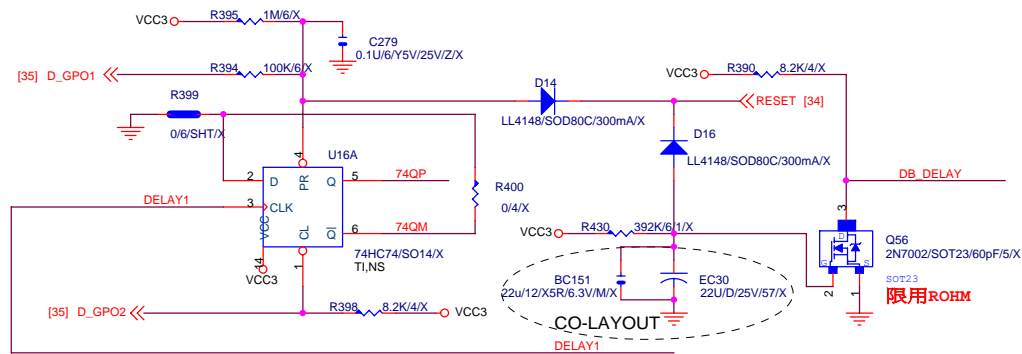 VCC3
R395
1M/6/X
C279
0.1U/6/Y5V/25V/Z/X
[35] D_GPO1
R394
100K/6/X
R399
0/6/SHT/X
D14
LL4148/SOD80C/300mA/X
VCC3
R390
8.2K/4/X
RESET [34]
D16
LL4148/SOD80C/300mA/X
4
U16A
2
D
PR
Q
5
74QP
DELAY1
3
CLK
VCC
CL
QI
6
74QM
R400
0/4/X
74HC74/SO14/X
TI,NS
14
VCC3
1
VCC3
R430
392K/6/1/X
DB_DELAY
3
D
G
S
Q56
2N7002/SOT23/60pF/5/X
SOT23
2
1
限用ROHM
BC151
22u/12/X5R/6.3V/M/X
EC30
22U/D/25V/57/X
CO-LAYOUT
[35] D_GPO2
R398
8.2K/4/X
VCC3
DELAY1